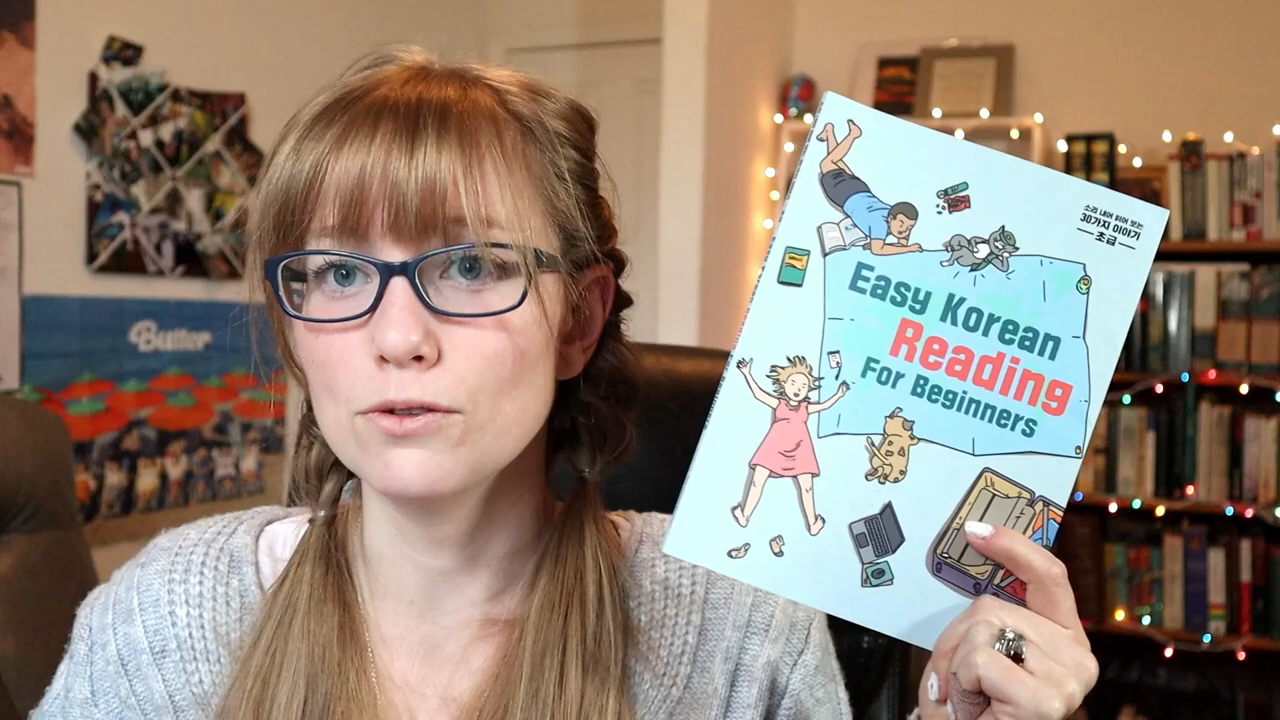 Butter
소리 내어 읽어 보는
30가지 이야기
초급
Easy Korean
Reading
For Beginners